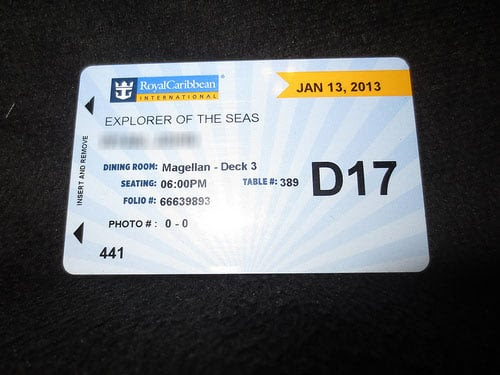 RoyalCaribbean®
INTERNATIONAL
JAN 13, 2013
EXPLORER OF THE SEAS
DINING ROOM: Magellan - Deck 3
SEATING: 06:00PM TABLE #: 389
FOLIO #: 66639893
D17
PHOTO # : 0 - 0
441
INSERT AND REMOVE